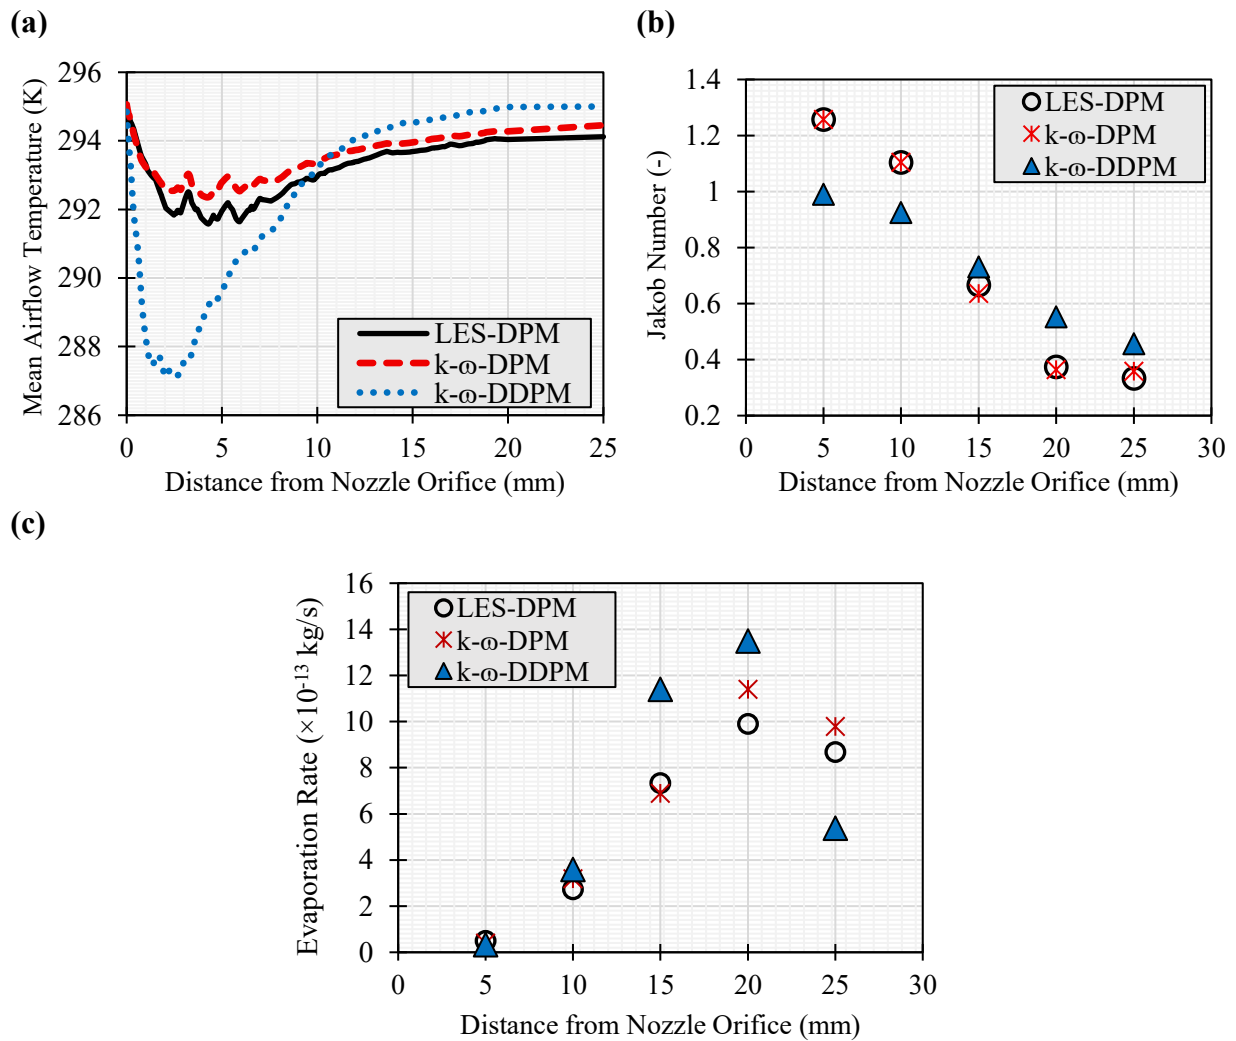 (a)
296
294
292
290
288
286
Mean Airflow Temperature (K)
LES-DPM
k-ω-DPM
k-ω-DDPM
0 5 10 15 20 25
Distance from Nozzle Orifice (mm)
(b)
1.4
1.2
1
0.8
0.6
0.4
0.2
Jakob Number (-)
LES-DPM
k-ω-DPM
k-ω-DDPM
0 5 10 15 20 25 30
Distance from Nozzle Orifice (mm)
(c)
16
14
12
10
8
6
4
2
0
Evaporation Rate (×10⁻¹³ kg/s)
LES-DPM
k-ω-DPM
k-ω-DDPM
0 5 10 15 20 25 30
Distance from Nozzle Orifice (mm)